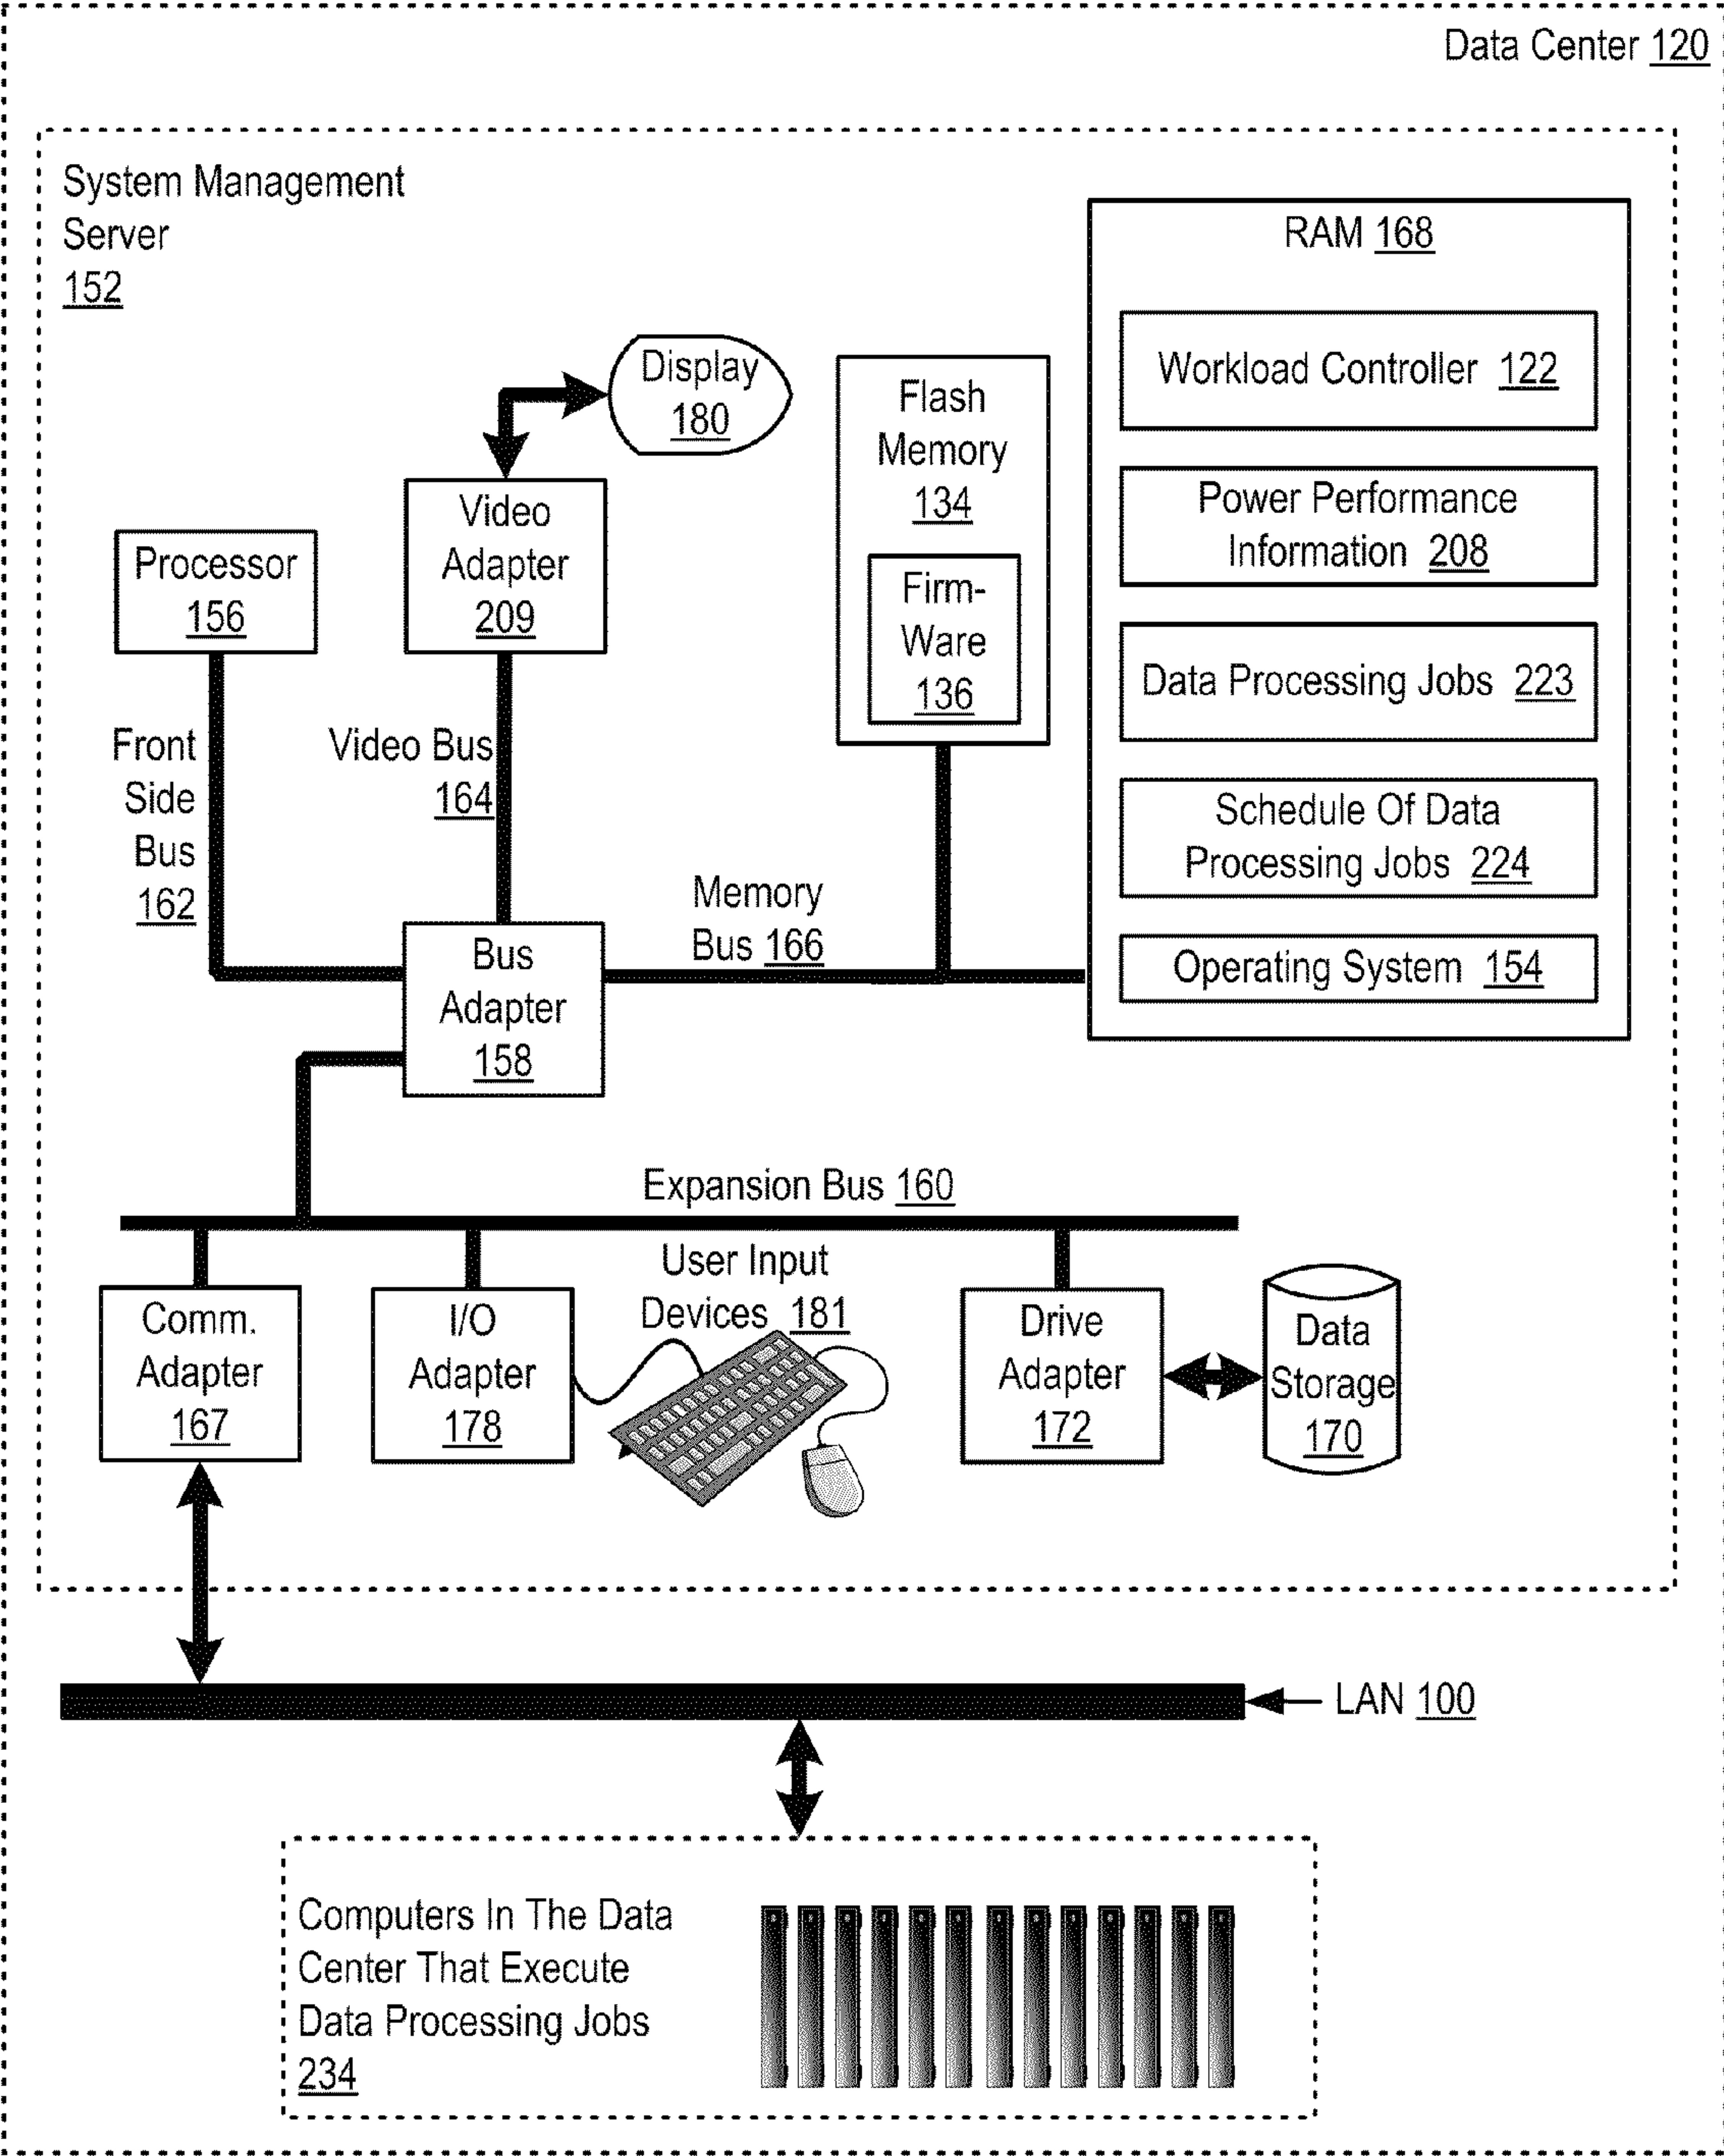 Data Center 120
System Management
Server
152
RAM 168
Workload Controller 122
Power Performance
Information 208
Data Processing Jobs 223
Schedule Of Data
Processing Jobs 224
Operating System 154
Display
180
Flash
Memory
134
Firm-
Ware
136
Video
Adapter
209
Processor
156
Front
Side
Bus
162
Video Bus
164
Memory
Bus 166
Bus
Adapter
158
Expansion Bus 160
Comm.
Adapter
167
I/O
Adapter
178
User Input
Devices 181
Drive
Adapter
172
Data
Storage
170
LAN 100
Computers In The Data
Center That Execute
Data Processing Jobs
234